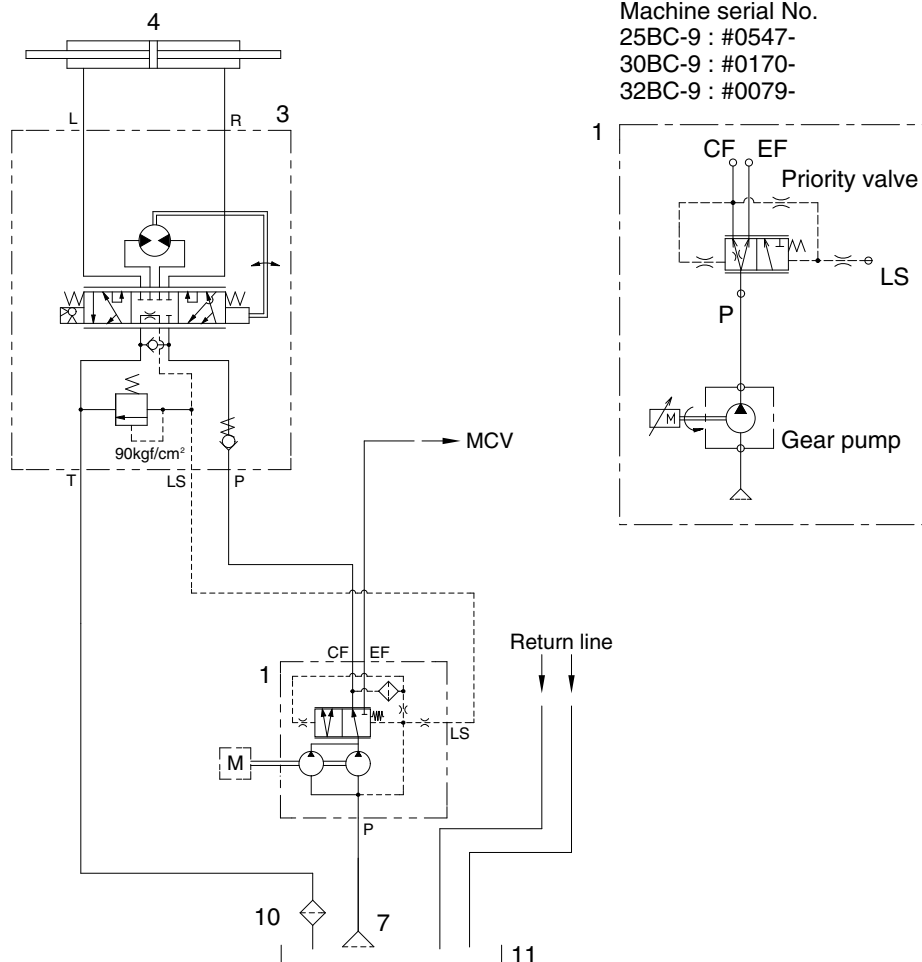 4
Machine serial No.
25BC-9 : #0547-
30BC-9 : #0170-
32BC-9 : #0079-
L
R
3
1
CF EF
Priority valve
LS
P
M
Gear pump
90kgf/cm²
T
LS
P
MCV
CF EF
1
LS
M
P
Return line
10
7
11